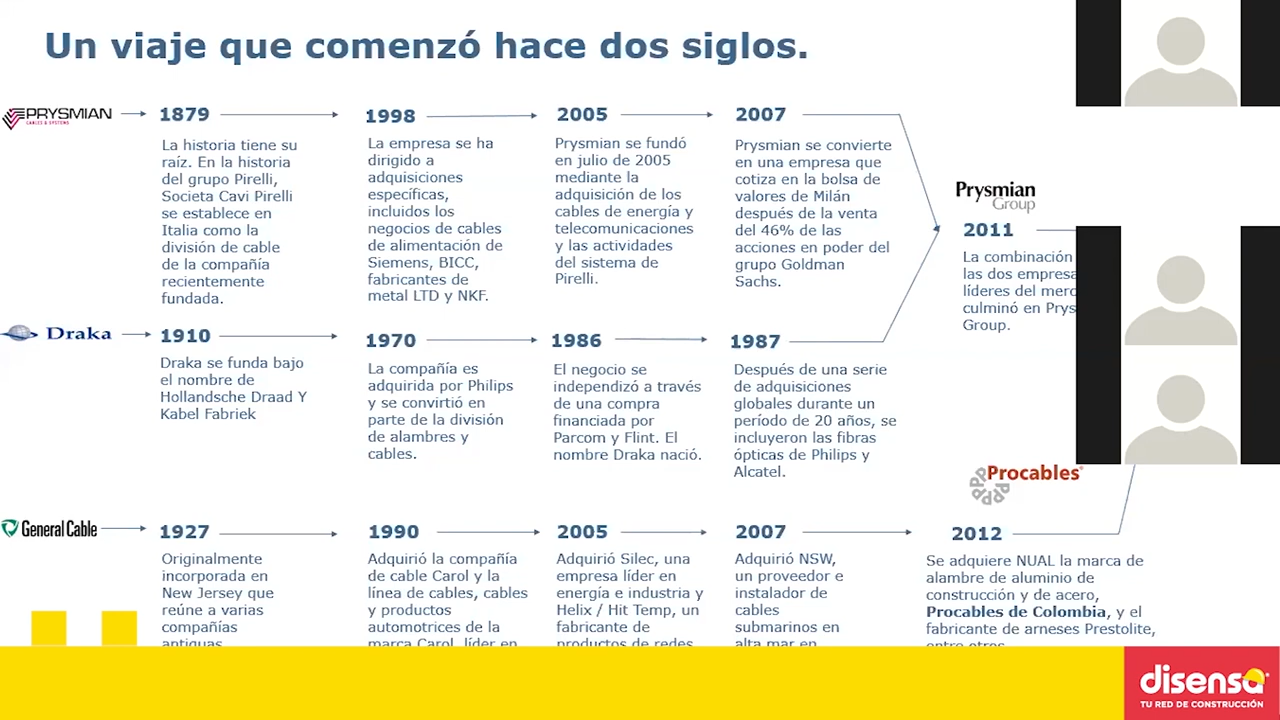 Un viaje que comenzó hace dos siglos.
PRYSMIAN
CABLES & SYSTEMS
1879
La historia tiene su
raíz. En la historia
del grupo Pirelli,
Societa Cavi Pirelli
se establece en
Italia como la
división de cable
de la compañía
recientemente
fundada.
1998
La empresa se ha
dirigido a
adquisiciones
específicas,
incluidos los
negocios de cables
de alimentación de
Siemens, BICC,
fabricantes de
metal LTD y NKF.
2005
Prysmian se fundó
en julio de 2005
mediante la
adquisición de los
cables de energía y
telecomunicaciones
y las actividades
del sistema de
Pirelli.
2007
Prysmian se convierte
en una empresa que
cotiza en la bolsa de
valores de Milán
después de la venta
del 46% de las
acciones en poder del
grupo Goldman
Sachs.
Prysmian
Group
2011
La combinación
las dos empresa
líderes del merc
culminó en Prys
Group.
Draka
1910
Draka se funda bajo
el nombre de
Hollandsche Draad Y
Kabel Fabriek
1970
La compañía es
adquirida por Philips
y se convirtió en
parte de la división
de alambres y
cables.
1986
El negocio se
independizó a través
de una compra
financiada por
Parcom y Flint. El
nombre Draka nació.
1987
Después de una serie
de adquisiciones
globales durante un
período de 20 años, se
incluyeron las fibras
ópticas de Philips y
Alcatel.
Procables
General Cable
1927
Originalmente
incorporada en
New Jersey que
reúne a varias
compañías
antiguas
1990
Adquirió la compañía
de cable Carol y la
línea de cables, cables
y productos
automotrices de la
marca Carol, líder en
2005
Adquirió Silec, una
empresa líder en
energía e industria y
Helix / Hit Temp, un
fabricante de
productos de redes
2007
Adquirió NSW,
un proveedor e
instalador de
cables
submarinos en
alta mar en
2012
Se adquiere NUAL la marca de
alambre de aluminio de
construcción y de acero,
Procables de Colombia, y el
fabricante de arneses Prestolite,
entre otros
disensa
TU RED DE CONSTRUCCIÓN